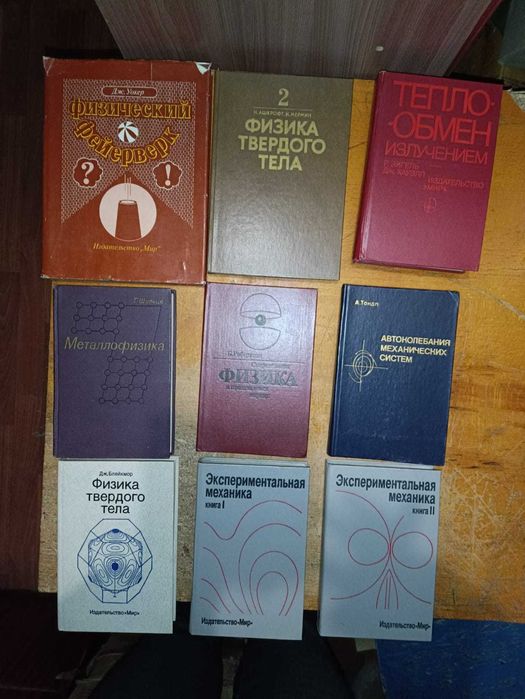 Дж. Уокер
Физический
фейерверк
?
!
Издательство „Мир"
2
Н. АШКРОФТ, Н. МЕРМИН
ФИЗИКА
ТВЕРДОГО
ТЕЛА
ТЕПЛО-
-ОБМЕН
ИЗЛУЧЕНИЕМ
Р. ЗИГЕЛЬ
ДЖ. ХАУЭЛЛ
ИЗДАТЕЛЬСТВО
«МИР»
Г. Шульце
Металлофизика
Современная
ФИЗИКА
А. Тондл
АВТОКОЛЕБАНИЯ
МЕХАНИЧЕСКИХ
СИСТЕМ
Дж. Блейкмор
Физика
твердого
тела
Издательство «Мир»
Экспериментальная
механика
книга I
Издательство «Мир»
Экспериментальная
механика
книга II
Издательство «Мир»